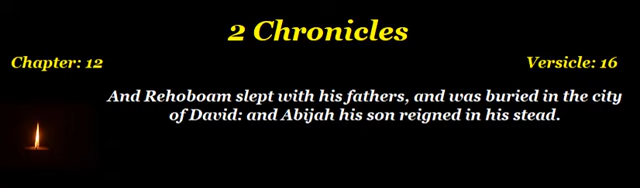 2 Chronicles
Chapter: 12 Versicle: 16
And Rehoboam slept with his fathers, and was buried in the city
of David: and Abijah his son reigned in his stead.